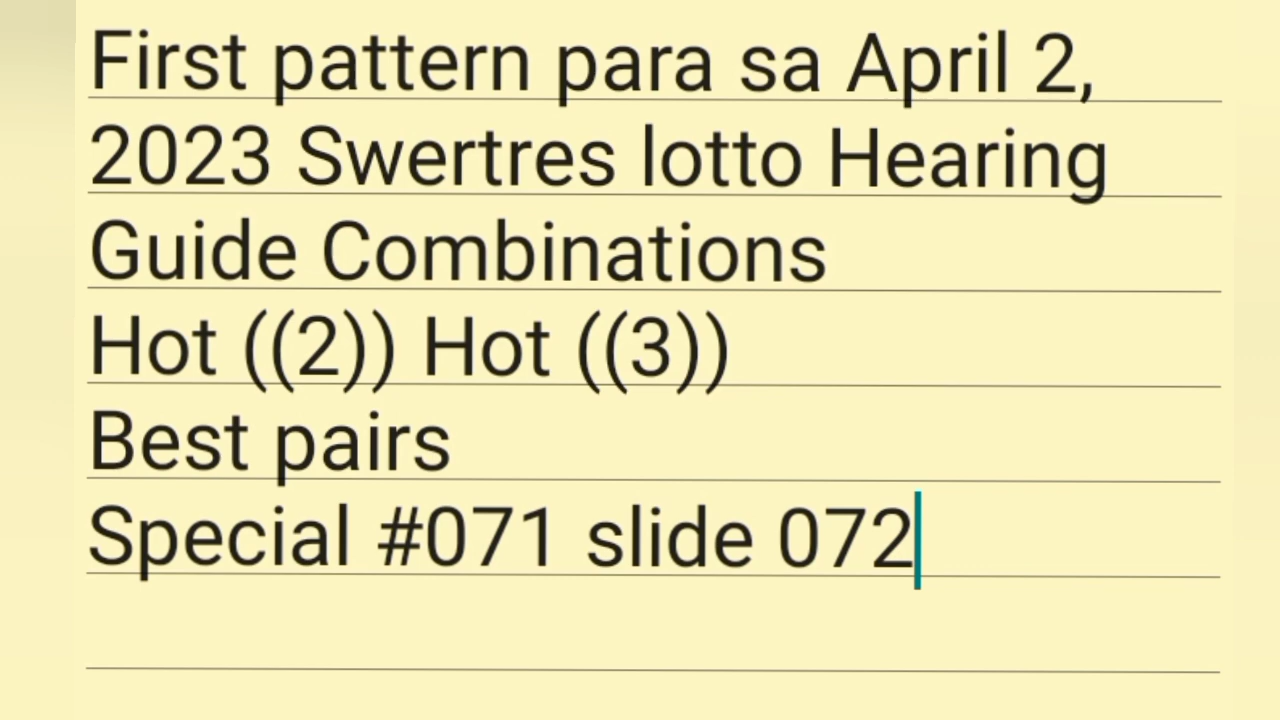 First pattern para sa April 2,
2023 Swertres lotto Hearing
Guide Combinations
Hot ((2)) Hot ((3))
Best pairs
Special #071 slide 072